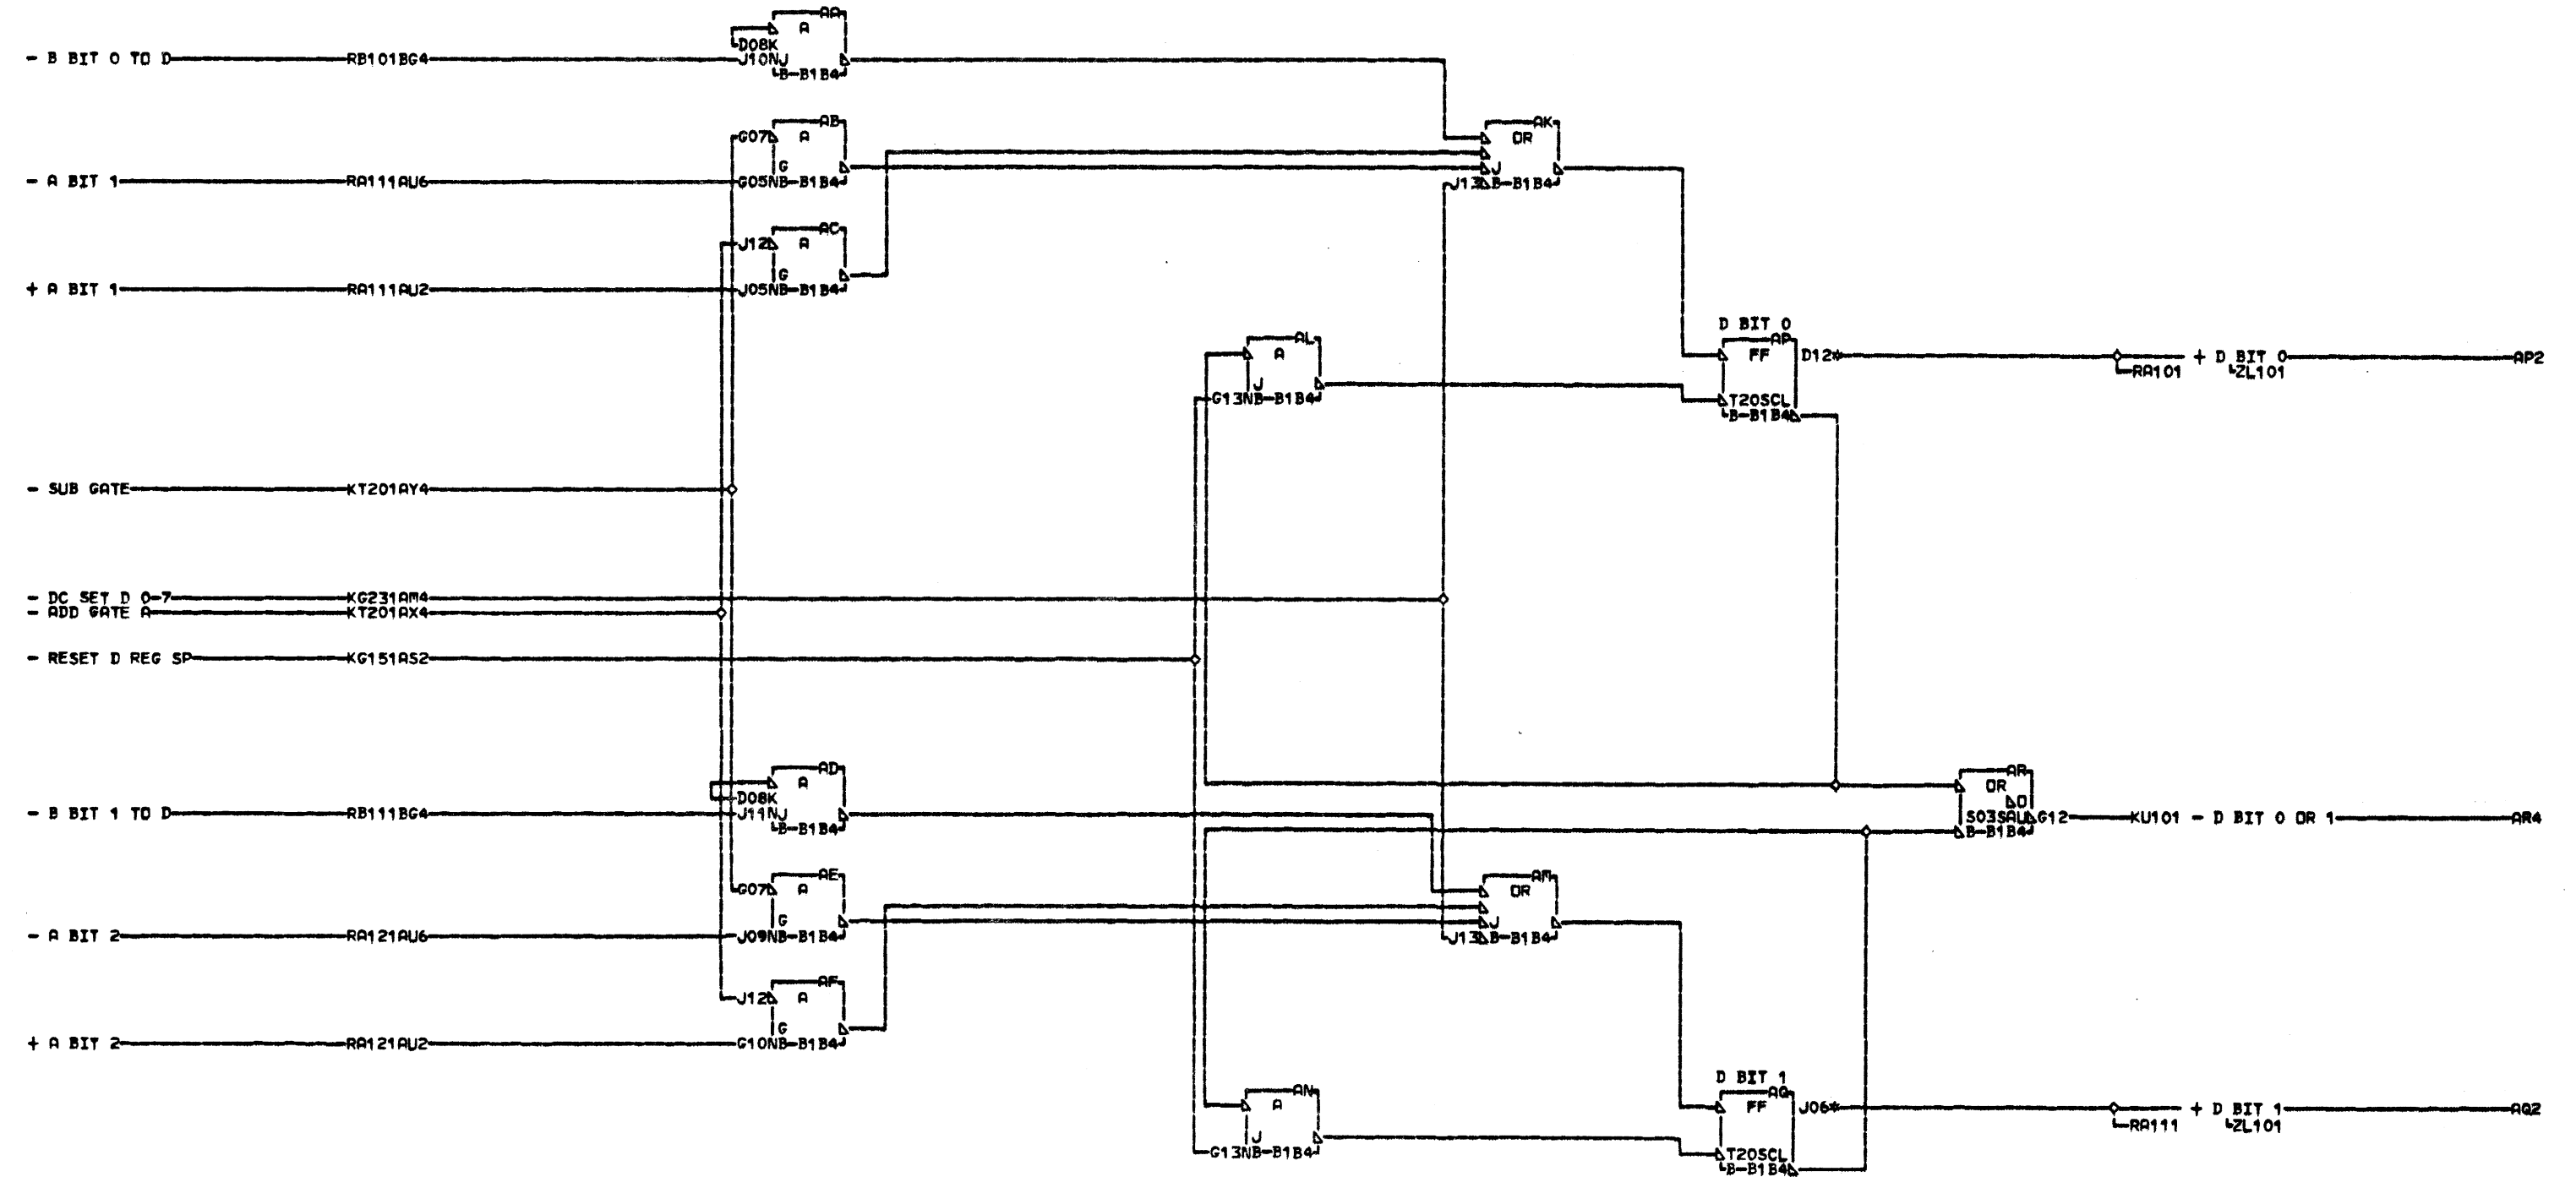 AA
A
D08K
- B BIT 0 TO D RB101BG4 J10NJ
B-B1B4
AB
G07 A
G
- A BIT 1 RA111AU6 G05NB-B1B4
AK
OR
J
J13 B-B1B4
AC
J12 A
G
+ A BIT 1 RA111AU2 J05NB-B1B4
D BIT 0
AL
A
J
G13NB-B1B4
AP
FF D12* + D BIT 0 AP2
RA101 ZL101
T20SCL
B-B1B4
- SUB GATE KT201AY4
- DC SET D 0-7 KG231AM4
- ADD GATE A KT201AX4
- RESET D REG SP KG151AS2
AD
A
D08K
- B BIT 1 TO D RB111BG4 J11NJ
B-B1B4
AR
OR
O
S03SAU G12 KU101 - D BIT 0 OR 1 AR4
B-B1B4
AE
G07 A
G
- A BIT 2 RA121AU6 J09NB-B1B4
AM
OR
J
J13 B-B1B4
AF
J12 A
G
+ A BIT 2 RA121AU2 G10NB-B1B4
D BIT 1
AN
A
J
G13NB-B1B4
AQ
FF J06* + D BIT 1 AQ2
RA111 ZL101
T20SCL
B-B1B4